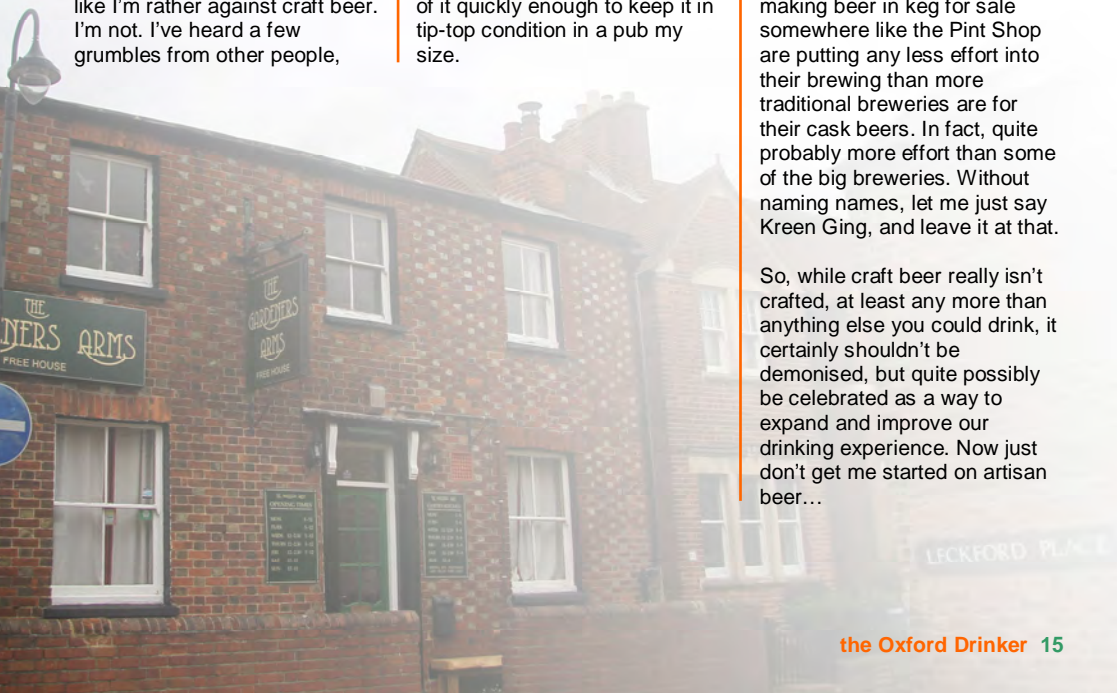 like I'm rather against craft beer.
I'm not. I've heard a few
grumbles from other people,
of it quickly enough to keep it in
tip-top condition in a pub my
size.
making beer in keg for sale
somewhere like the Pint Shop
are putting any less effort into
their brewing than more
traditional breweries are for
their cask beers. In fact, quite
probably more effort than some
of the big breweries. Without
naming names, let me just say
Kreen Ging, and leave it at that.
So, while craft beer really isn't
crafted, at least any more than
anything else you could drink, it
certainly shouldn't be
demonised, but quite possibly
be celebrated as a way to
expand and improve our
drinking experience. Now just
don't get me started on artisan
beer…
THE
NERS ARMS
FREE HOUSE
THE
GARDENERS
ARMS
FREE HOUSE
OPENING TIMES
LECKFORD PL
the Oxford Drinker 15